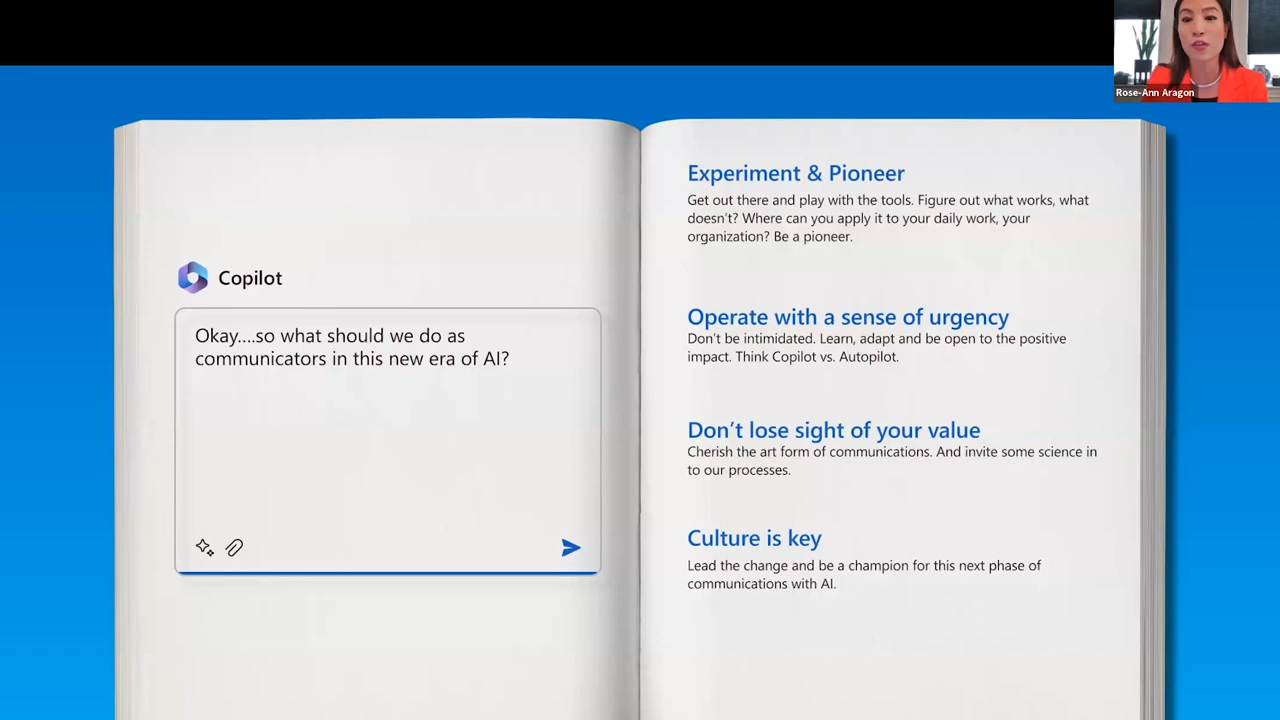 Rose-Ann Aragon
Copilot
Okay....so what should we do as
communicators in this new era of AI?
Experiment & Pioneer
Get out there and play with the tools. Figure out what works, what
doesn't? Where can you apply it to your daily work, your
organization? Be a pioneer.
Operate with a sense of urgency
Don't be intimidated. Learn, adapt and be open to the positive
impact. Think Copilot vs. Autopilot.
Don't lose sight of your value
Cherish the art form of communications. And invite some science in
to our processes.
Culture is key
Lead the change and be a champion for this next phase of
communications with AI.